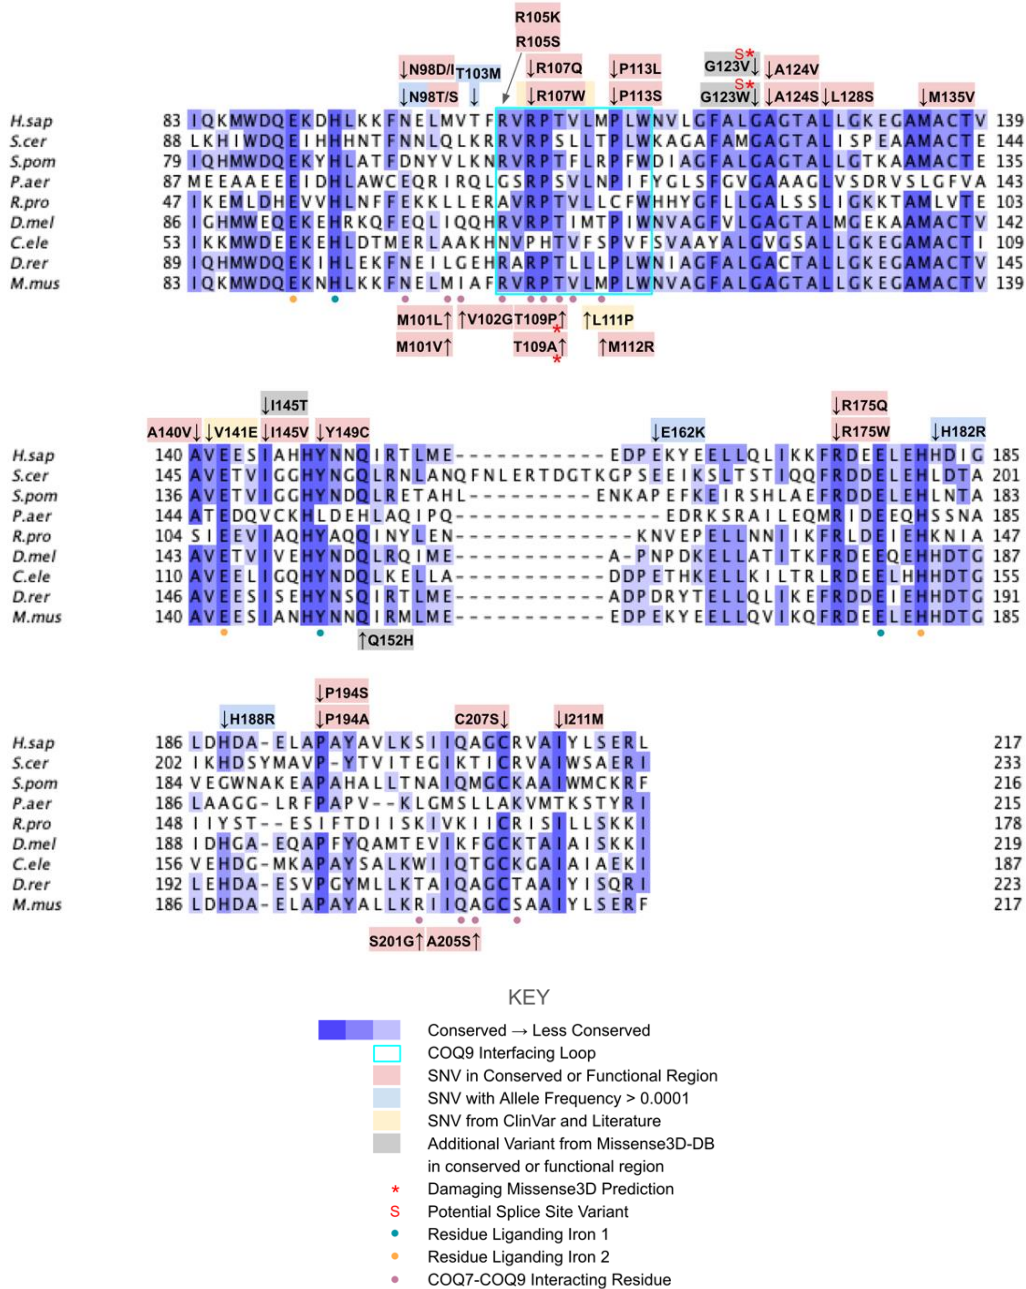 R105K
R105S
↓N98D/I T103M ↓R107Q ↓P113L S* G123V↓ ↓A124V
↓N98T/S ↓ ↓R107W ↓P113S S* G123W↓ ↓A124S ↓L128S ↓M135V
H.sap 83 IQKMWDQEKDHLKKFNELMVTFRVRPTVLMPLWNVLGFALGAGTALLGKEGAMACTV 139
S.cer 88 LKHIWDQEIHHHNTFNNLQLKRRVRPSLLTPLWKAGAFAMGAGTALISPEAAMACTE 144
S.pom 79 IQHMWDQEKYHLATFDNYVLKNRVRPTFLRPFWDIAGFALGAGTALLGTKAAMACTE 135
P.aer 87 MEEAAEEEIDHLAWCEQRIRQLGSRPSVLNPIFYGLSFGVGAAAGLVSDRVSLGFVA 143
R.pro 47 IKEMLDHEVVHLNFFEKKLLERAVRPTVLLCFWHHYGFLLGALSSLIGKKTAMLVTE 103
D.mel 86 IGHMWEQEKEHRKQFEQLIQQHRVRPTIMTPIWNVAGFVLGAGTALMGEKAAMACTV 142
C.ele 53 IKKMWDEEKEHLDTMERLAAKHNVPHTVFSPVFSVAAYALGVGSALLGKEGAMACTI 109
D.rer 89 IQHMWDQEKIHLEKFNEILGEHRARPTLLLPLWNIAGFALGACTALLGKEGAMACTV 145
M.mus 83 IQKMWDQEKNHLKKFNELMIAFRVRPTVLMPLWNVAGFALGAGTALLGKEGAMACTV 139
M101L↑ ↑V102G T109P↑ * ↑L111P
M101V↑ T109A↑ * ↑M112R
↓I145T ↓R175Q
A140V↓ ↓V141E ↓I145V ↓Y149C ↓E162K ↓R175W ↓H182R
H.sap 140 AVEESIAHHYNNQIRTLME-----------EDPEKYEELLQLIKKFRDEELEHHDIG 185
S.cer 145 AVETVIGGHYNGQLRNLANQFNLERTDGTKGPSEEIKSLTSTIQQFRDDELEHLDTA 201
S.pom 136 AVETVIGGHYNDQLRETAHL----------ENKAPEFKEIRSHLAEFRDDELEHLNTA 183
P.aer 144 ATEDQVCKHLDEHLAQIPQ---------------EDRKSRAILEQMRIDEEQHSSNA 185
R.pro 104 SIEEVIAQHYAQQINYLEN-------------KNVEPELLNNIIKFRLDEIEHKNIA 147
D.mel 143 AVETVIVEHYNDQLRQIME-----------A-PNPDKELLATITKFRDEEQEHHDTG 187
C.ele 110 AVEELIGQHYNDQLKELLA-----------DDPETHKELLKILTRLRDEELHHHDTG 155
D.rer 146 AVEESISEHYNSQIRTLME-----------ADPDRYTELLQLIKEFRDDEIEHHDTG 191
M.mus 140 AVEESIANHYNNQIRMLME-----------EDPEKYEELLQVIKQFRDEELEHHDTG 185
↑Q152H
↓P194S
↓H188R ↓P194A C207S↓ ↓I211M
H.sap 186 LDHDA-ELAPAYAVLKSIIQAGCRVAIYLSERL 217
S.cer 202 IKHDSYMAVP-YTVITEGIKTICRVAIWSAERI 233
S.pom 184 VEGWNAKEAPAHALLTNAIQMGCKAAIWMCKRF 216
P.aer 186 LAAGG-LRFPAPV--KLGMSLLAKVMTKSTYRI 215
R.pro 148 IIYST--ESIFTDIISKIVKIICRISILLSKKI 178
D.mel 188 IDHGA-EQAPFYQAMTEVIKFGCKTAIAISKKI 219
C.ele 156 VEHDG-MKAPAYSALKWIIQTGCKGAIAIAEKI 187
D.rer 192 LEHDA-ESVPGYMLLKTAIQAGCTAAIYISQRI 223
M.mus 186 LDHDA-ELAPAYALLKRIIQAGCSAAIYLSERF 217
S201G↑ A205S↑
KEY
Conserved → Less Conserved
COQ9 Interfacing Loop
SNV in Conserved or Functional Region
SNV with Allele Frequency > 0.0001
SNV from ClinVar and Literature
Additional Variant from Missense3D-DB
in conserved or functional region
* Damaging Missense3D Prediction
S Potential Splice Site Variant
Residue Liganding Iron 1
Residue Liganding Iron 2
COQ7-COQ9 Interacting Residue